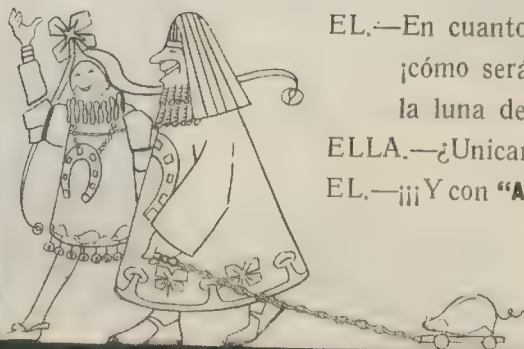 EL.—En cuanto
¡cómo será
la luna de
ELLA.—¿Unicam
EL.—¡¡¡Y con “A